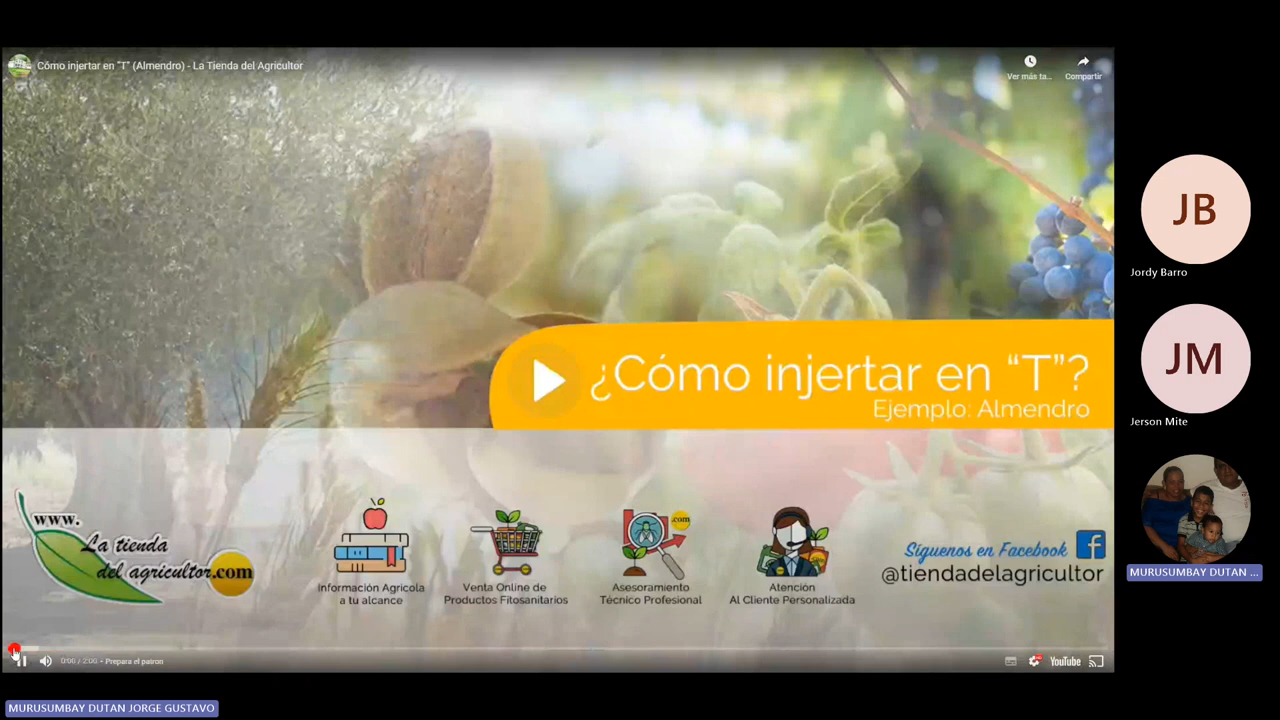 Cómo injertar en "T" (Almendro) - La Tienda del Agricultor
Ver más ta...
Compartir
¿Cómo injertar en “T”?
Ejemplo: Almendro
www.
La tienda
del agricultor.com
Información Agrícola
a tu alcance
Venta Online de
Productos Fitosanitarios
.com
Asesoramiento
Técnico Profesional
Atención
Al Cliente Personalizada
Síguenos en Facebook
@tiendadelagricultor
0:00 / 2:00 • Prepara el patron
YouTube
JB
Jordy Barro
JM
Jerson Mite
MURUSUMBAY DUTAN ...
MURUSUMBAY DUTAN JORGE GUSTAVO